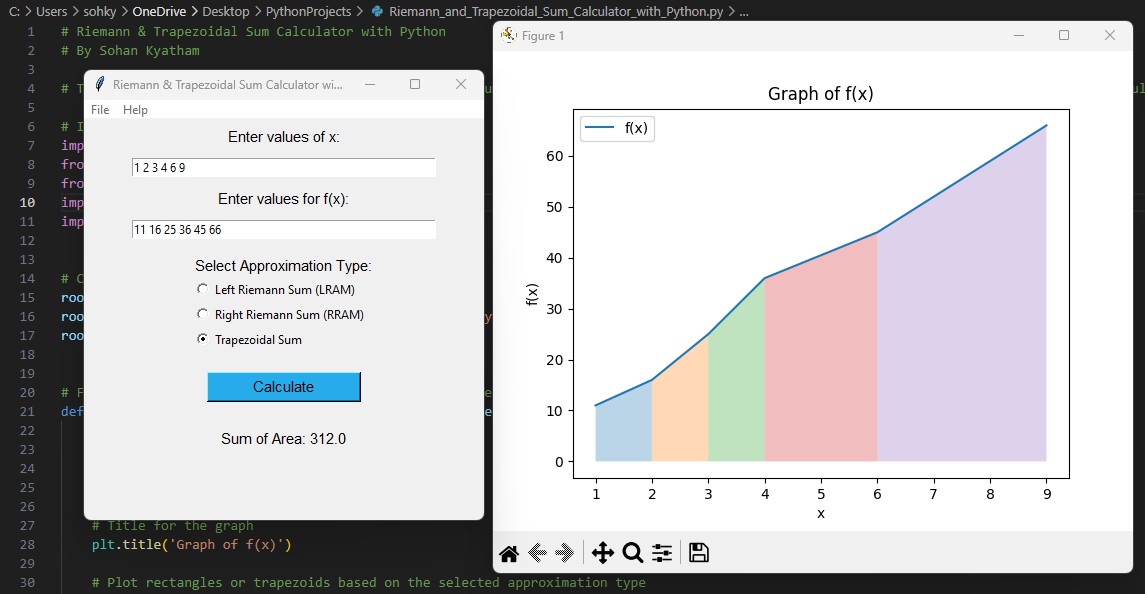 C: > Users > sohky > OneDrive > Desktop > PythonProjects > Riemann_and_Trapezoidal_Sum_Calculator_with_Python.py > ...
1 # Riemann & Trapezoidal Sum Calculator with Python
2 # By Sohan Kyatham
3
4 # T
5
6 # I
7 imp
8 fro
9 fro
10 imp
11 imp
12
13
14 # C
15 roo
16 roo
17 roo
18
19
20 # F
21 def
22
23
24
25
26
27 # Title for the graph
28 plt.title('Graph of f(x)')
29
30 # Plot rectangles or trapezoids based on the selected approximation type
Riemann & Trapezoidal Sum Calculator wi...
File Help
Enter values of x:
1 2 3 4 6 9
Enter values for f(x):
11 16 25 36 45 66
Select Approximation Type:
Left Riemann Sum (LRAM)
Right Riemann Sum (RRAM)
Trapezoidal Sum
Calculate
Sum of Area: 312.0
Figure 1
Graph of f(x)
f(x)
60
50
40
30
20
10
0
f(x)
1 2 3 4 5 6 7 8 9
x